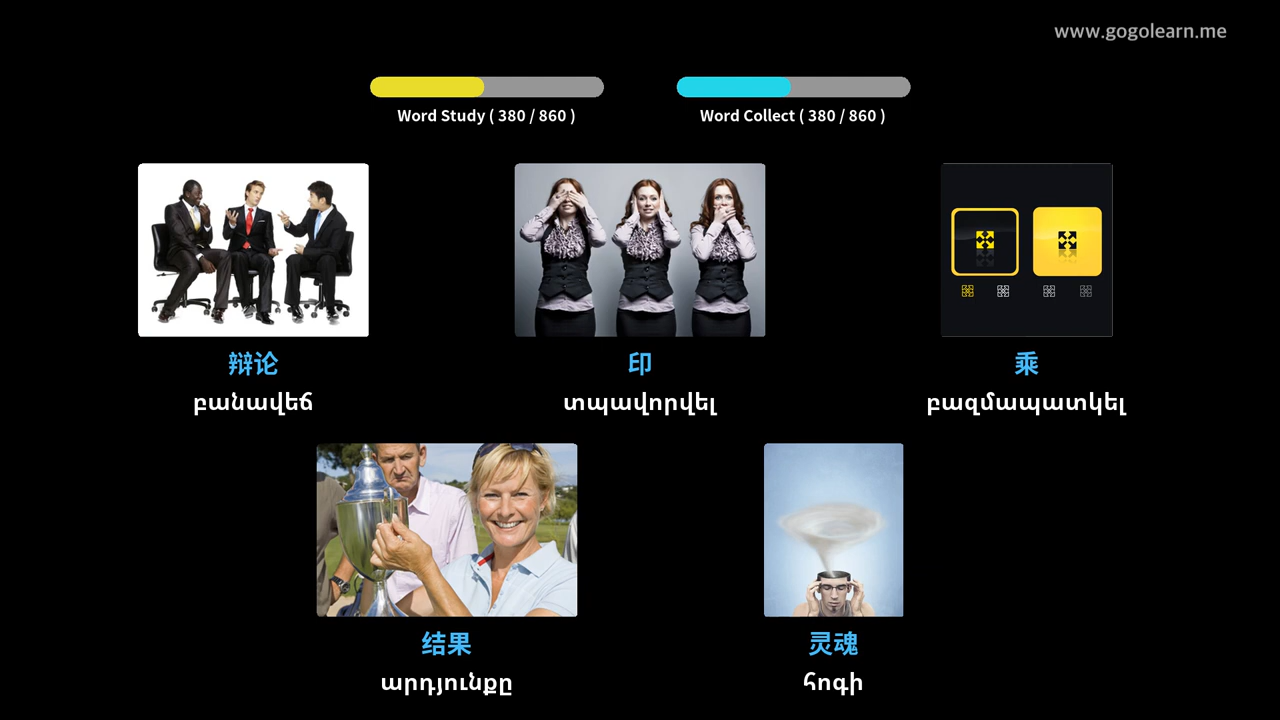 www.gogolearn.me
Word Study ( 380 / 860 )
Word Collect ( 380 / 860 )
辩论
բանավեճ
印
տպավորվել
乘
բազմապատկել
结果
արդյունքը
灵魂
հոգի